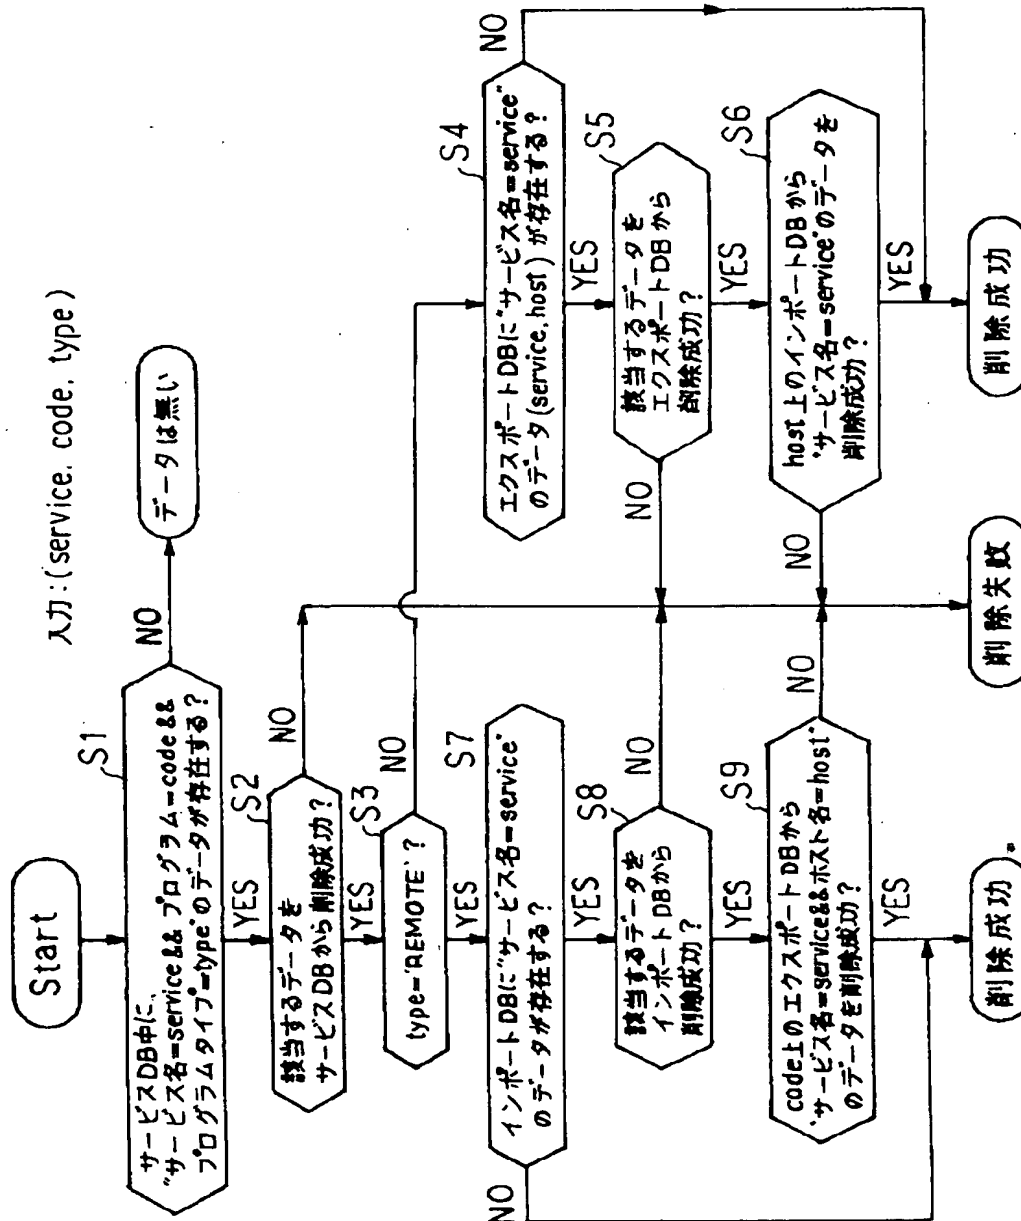 入力:(service, code, type)
Start
S1
サービスDB中に、
"サービス名=service&& プログラム=code&&
プログラムタイプ=type"のデータが存在する?
NO
データは無い
YES
S2
該当するデータを
サービスDBから削除成功?
NO
YES
S3
type='REMOTE'?
NO
YES
S4
エクスポートDBに"サービス名=service"
のデータ(service, host)が存在する?
NO
YES
S5
該当するデータを
エクスポートDBから
削除成功?
NO
YES
S6
host上のインポートDBから
"サービス名=service"のデータを
削除成功?
NO
YES
S7
インポートDBに"サービス名=service"
のデータが存在する?
NO
YES
S8
該当するデータを
インポートDBから
削除成功?
NO
YES
S9
code上のエクスポートDBから
"サービス名=service&&ホスト名=host"
のデータを削除成功?
NO
YES
削除成功
削除失敗
削除成功